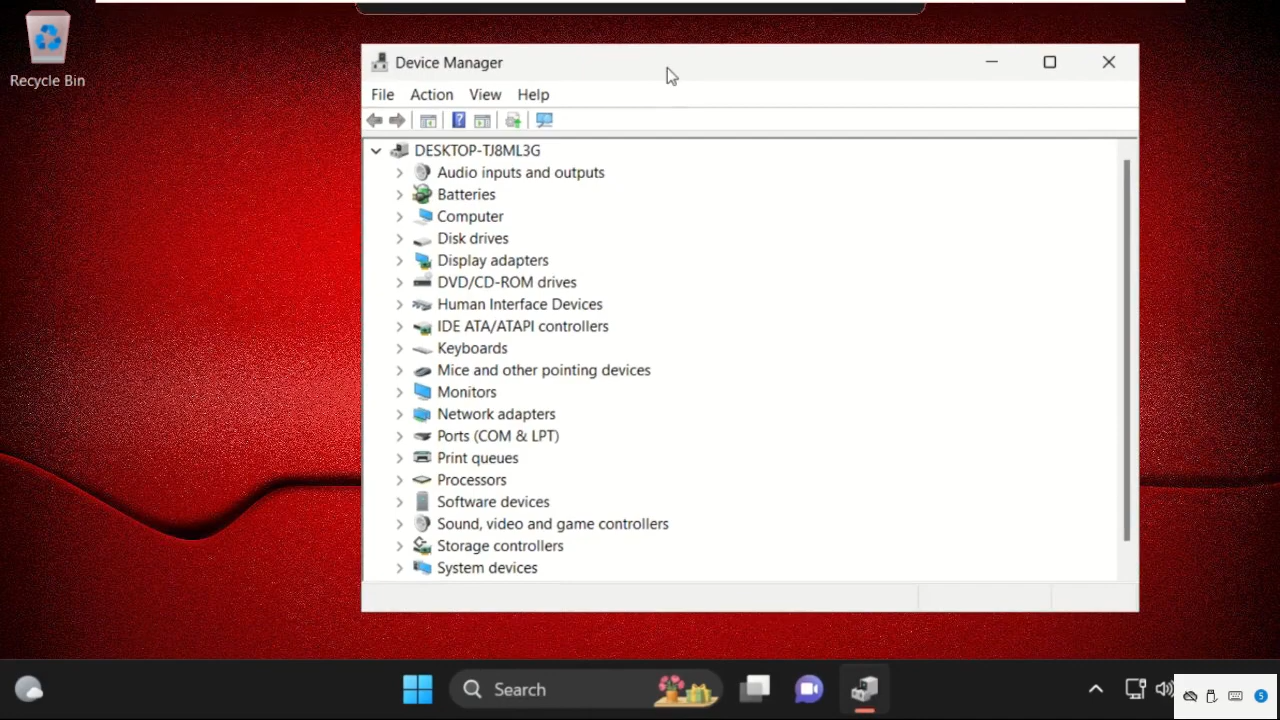 Recycle Bin
Device Manager
File Action View Help
DESKTOP-TJ8ML3G
Audio inputs and outputs
Batteries
Computer
Disk drives
Display adapters
DVD/CD-ROM drives
Human Interface Devices
IDE ATA/ATAPI controllers
Keyboards
Mice and other pointing devices
Monitors
Network adapters
Ports (COM & LPT)
Print queues
Processors
Software devices
Sound, video and game controllers
Storage controllers
System devices
Search
5